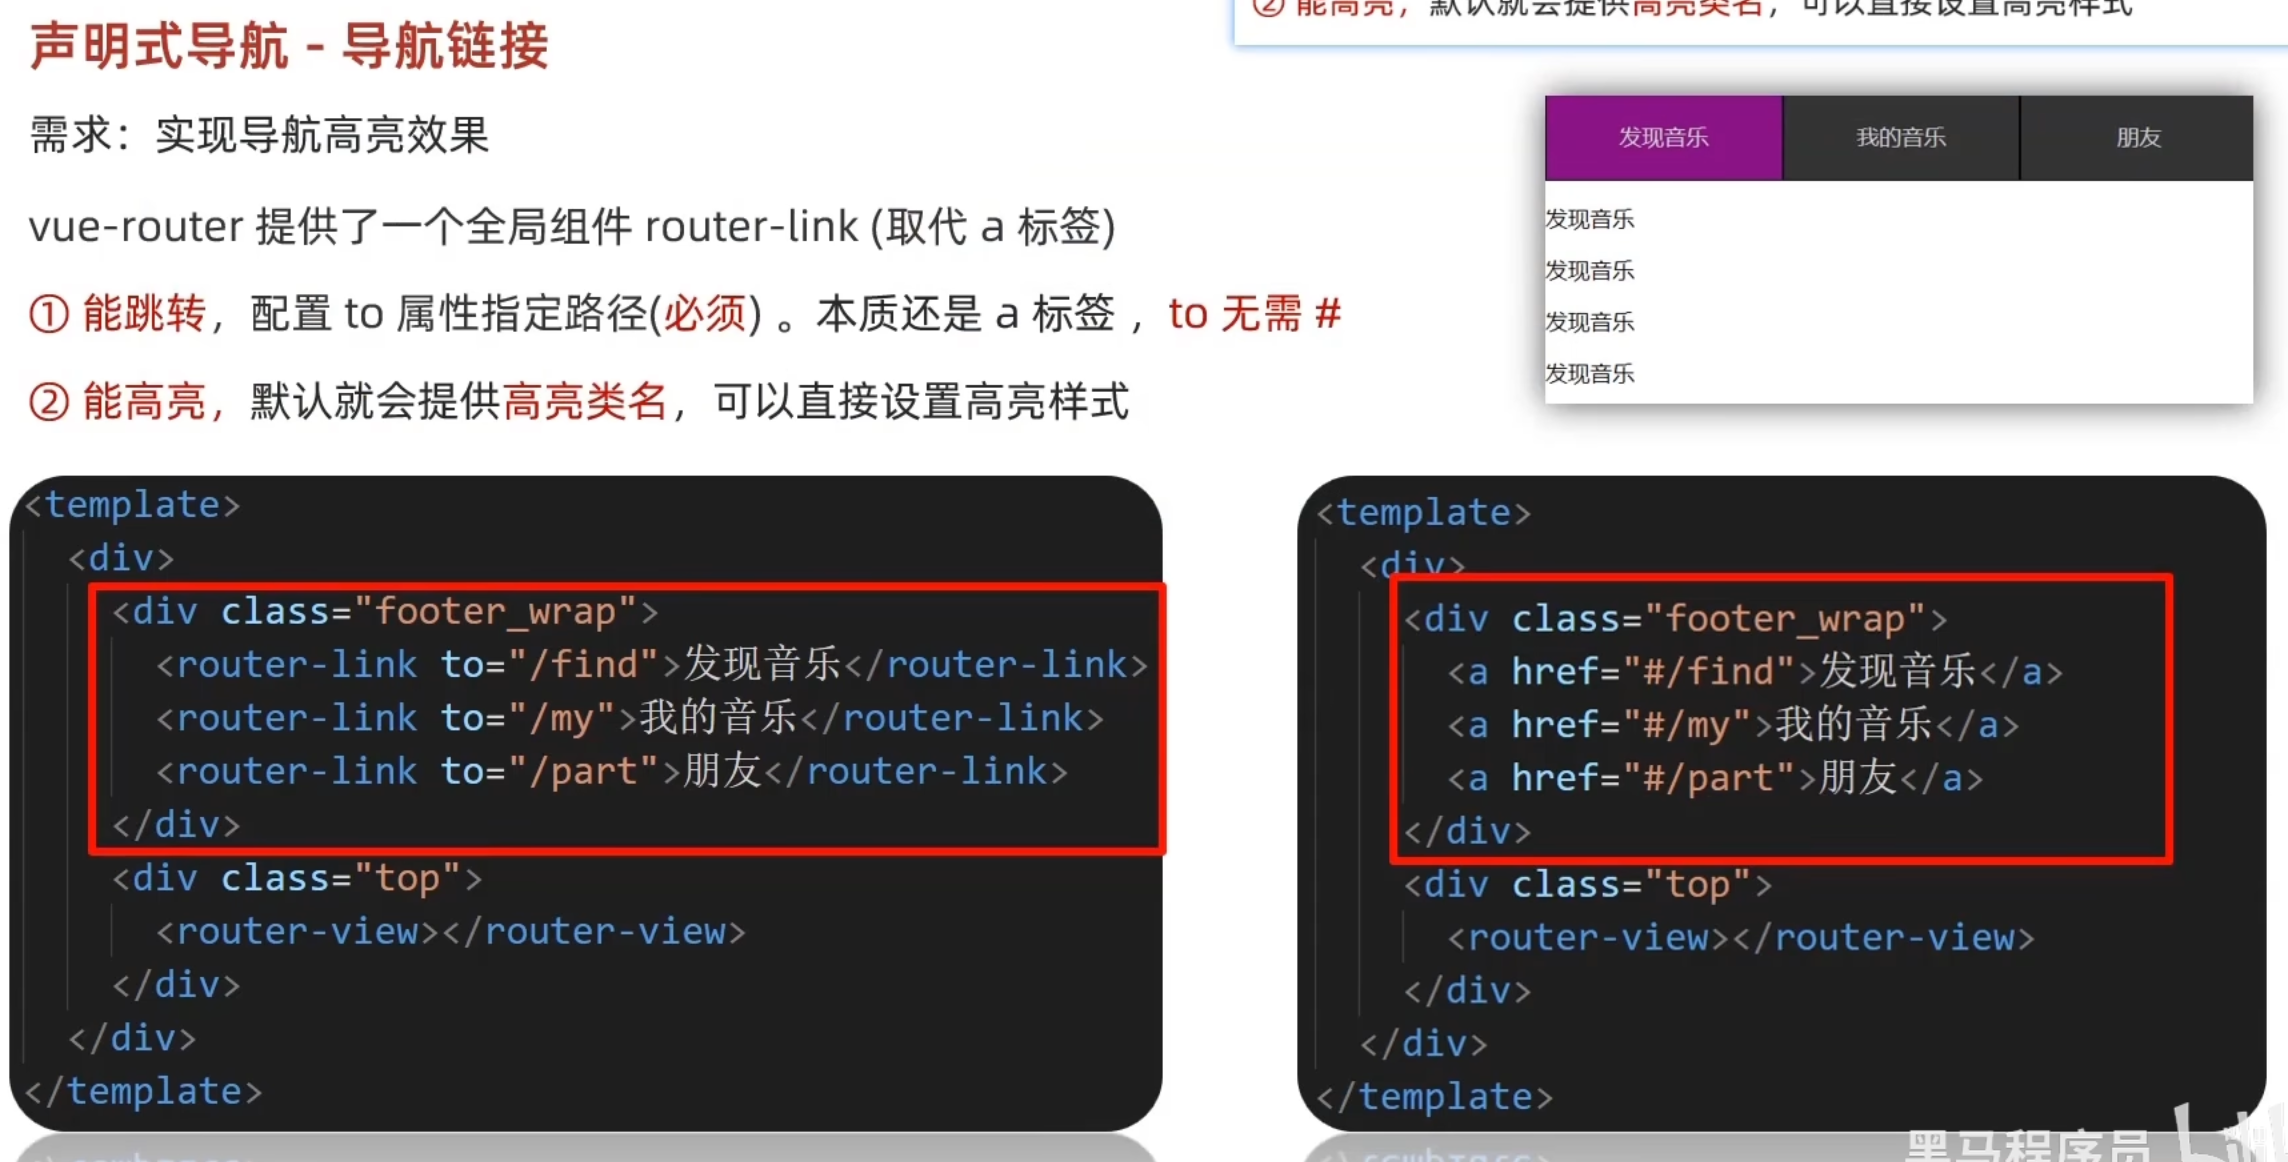 ② 能高亮，默认就会提供高亮类名，可以直接设置高亮样式
声明式导航 - 导航链接
需求：实现导航高亮效果
vue-router 提供了一个全局组件 router-link (取代 a 标签)
① 能跳转，配置 to 属性指定路径(必须) 。本质还是 a 标签 ，to 无需 #
② 能高亮，默认就会提供高亮类名，可以直接设置高亮样式
发现音乐 我的音乐 朋友
发现音乐
发现音乐
发现音乐
发现音乐
<template>
  <div>
    <div class="footer_wrap">
      <router-link to="/find">发现音乐</router-link>
      <router-link to="/my">我的音乐</router-link>
      <router-link to="/part">朋友</router-link>
    </div>
    <div class="top">
      <router-view></router-view>
    </div>
  </div>
</template>
<template>
  <div>
    <div class="footer_wrap">
      <a href="#/find">发现音乐</a>
      <a href="#/my">我的音乐</a>
      <a href="#/part">朋友</a>
    </div>
    <div class="top">
      <router-view></router-view>
    </div>
  </div>
</template>
黑马程序员